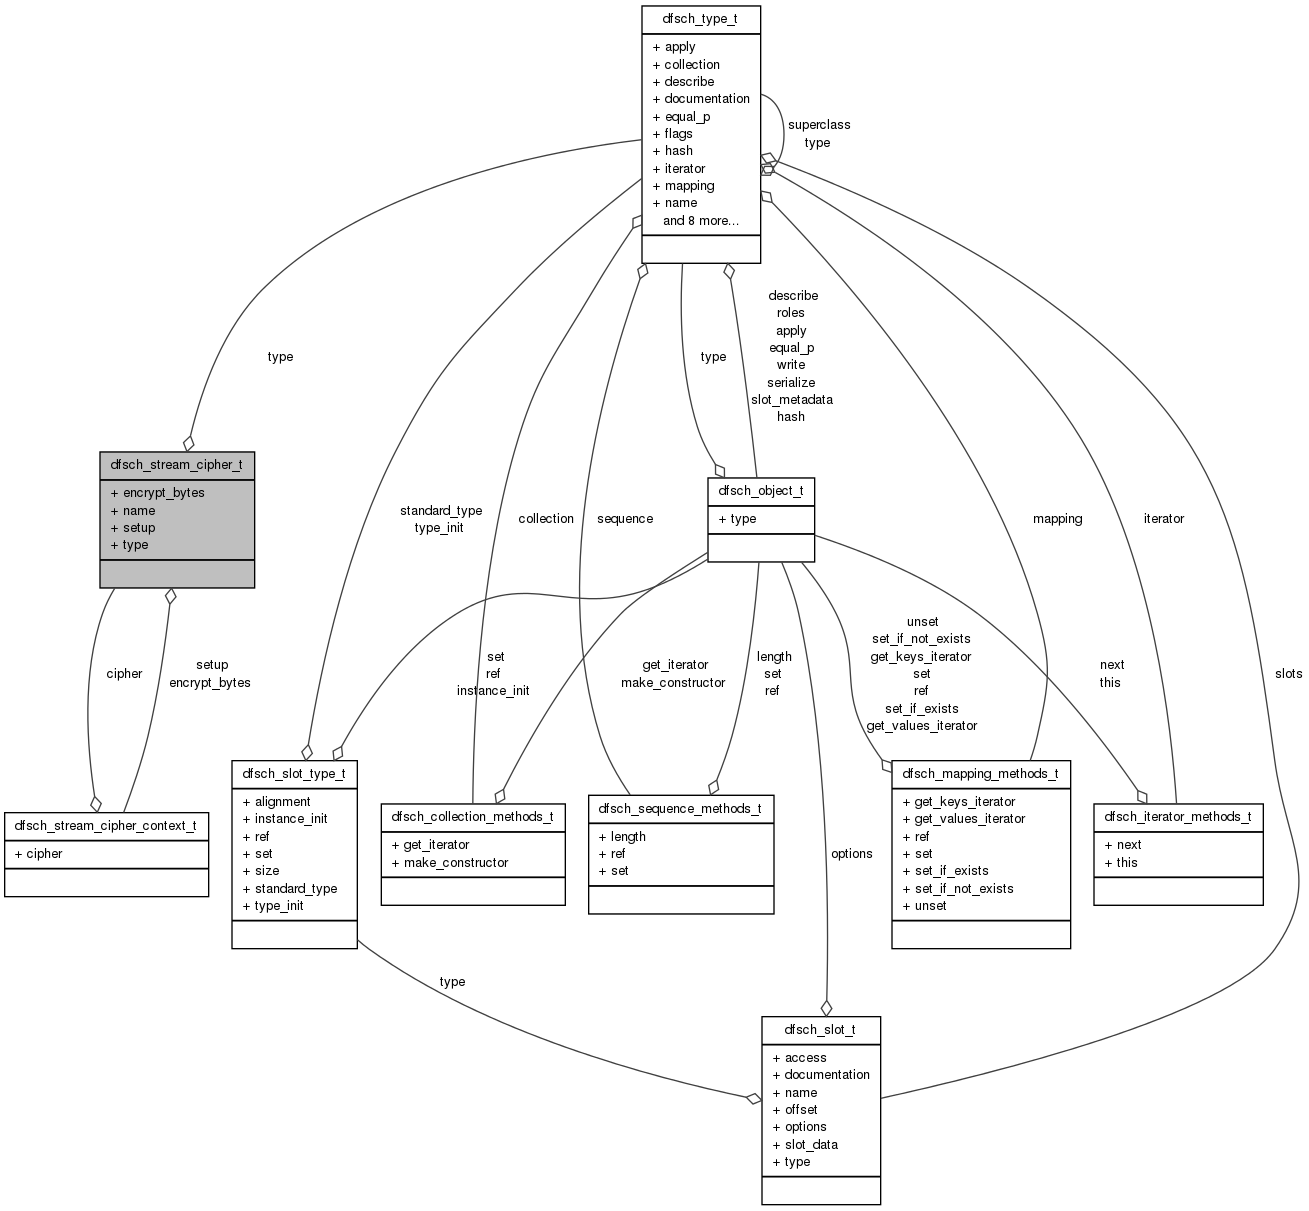 dfsch_type_t
+ apply
+ collection
+ describe
+ documentation
+ equal_p
+ flags
+ hash
+ iterator
+ mapping
+ name
and 8 more...
superclass
type
describe
roles
apply
equal_p
write
serialize
slot_metadata
hash
type
type
dfsch_stream_cipher_t
+ encrypt_bytes
+ name
+ setup
+ type
dfsch_object_t
+ type
standard_type
type_init
collection
sequence
mapping
iterator
cipher
setup
encrypt_bytes
set
ref
instance_init
get_iterator
make_constructor
length
set
ref
unset
set_if_not_exists
get_keys_iterator
set
ref
set_if_exists
get_values_iterator
next
this
slots
dfsch_stream_cipher_context_t
+ cipher
dfsch_slot_type_t
+ alignment
+ instance_init
+ ref
+ set
+ size
+ standard_type
+ type_init
dfsch_collection_methods_t
+ get_iterator
+ make_constructor
dfsch_sequence_methods_t
+ length
+ ref
+ set
options
dfsch_mapping_methods_t
+ get_keys_iterator
+ get_values_iterator
+ ref
+ set
+ set_if_exists
+ set_if_not_exists
+ unset
dfsch_iterator_methods_t
+ next
+ this
type
dfsch_slot_t
+ access
+ documentation
+ name
+ offset
+ options
+ slot_data
+ type